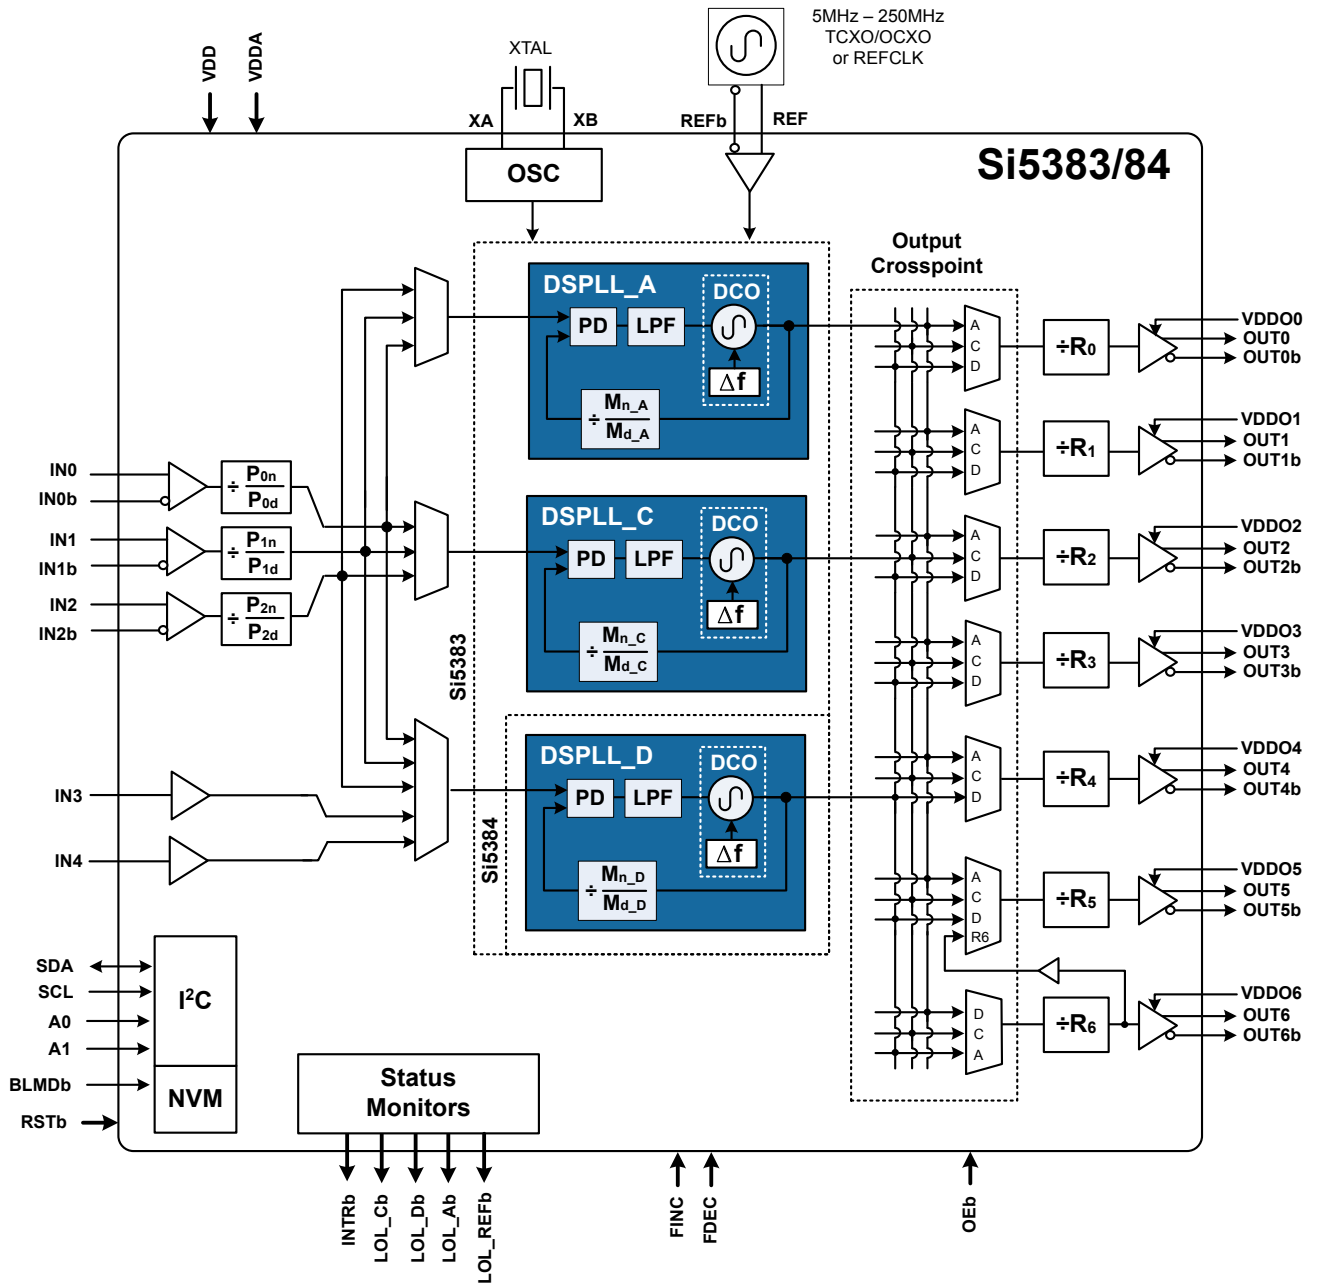 5MHz – 250MHz
TCXO/OCXO
or REFCLK
XTAL
VDD
VDDA
XA
XB
REFb
REF
OSC
Si5383/84
Output
Crosspoint
DSPLL_A
DCO
PD
LPF
Δf
÷ Mn_A
Md_A
A
C
D
÷R0
VDDO0
OUT0
OUT0b
A
C
D
÷R1
VDDO1
OUT1
OUT1b
IN0
IN0b
÷ P0n
P0d
IN1
IN1b
÷ P1n
P1d
IN2
IN2b
÷ P2n
P2d
DSPLL_C
DCO
PD
LPF
Δf
÷ Mn_C
Md_C
A
C
D
÷R2
VDDO2
OUT2
OUT2b
A
C
D
÷R3
VDDO3
OUT3
OUT3b
Si5383
Si5384
DSPLL_D
DCO
PD
LPF
Δf
÷ Mn_D
Md_D
IN3
IN4
A
C
D
÷R4
VDDO4
OUT4
OUT4b
A
C
D
R6
÷R5
VDDO5
OUT5
OUT5b
D
C
A
÷R6
VDDO6
OUT6
OUT6b
SDA
SCL
A0
A1
BLMDb
RSTb
I2C
NVM
Status
Monitors
INTRb
LOL_Cb
LOL_Db
LOL_Ab
LOL_REFb
FINC
FDEC
OEb